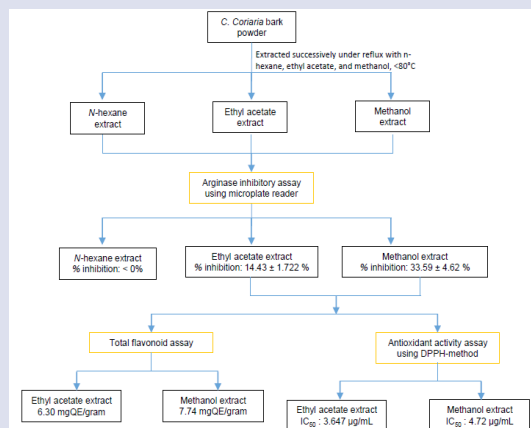 C. Coriaria bark
powder
Extracted successively under reflux with n-
hexane, ethyl acetate, and methanol, <80°C
N-hexane
extract
Ethyl acetate
extract
Methanol
extract
Arginase inhibitory assay
using microplate reader
N-hexane extract
% inhibition: < 0%
Ethyl acetate extract
% inhibition: 14.43 ± 1.722 %
Methanol extract
% inhibition: 33.59 ± 4.62 %
Total flavonoid assay
Antioxidant activity assay
using DPPH-method
Ethyl acetate extract
6.30 mgQE/gram
Methanol extract
7.74 mgQE/gram
Ethyl acetate extract
IC50 : 3.647 µg/mL
Methanol extract
IC50 : 4.72 µg/mL